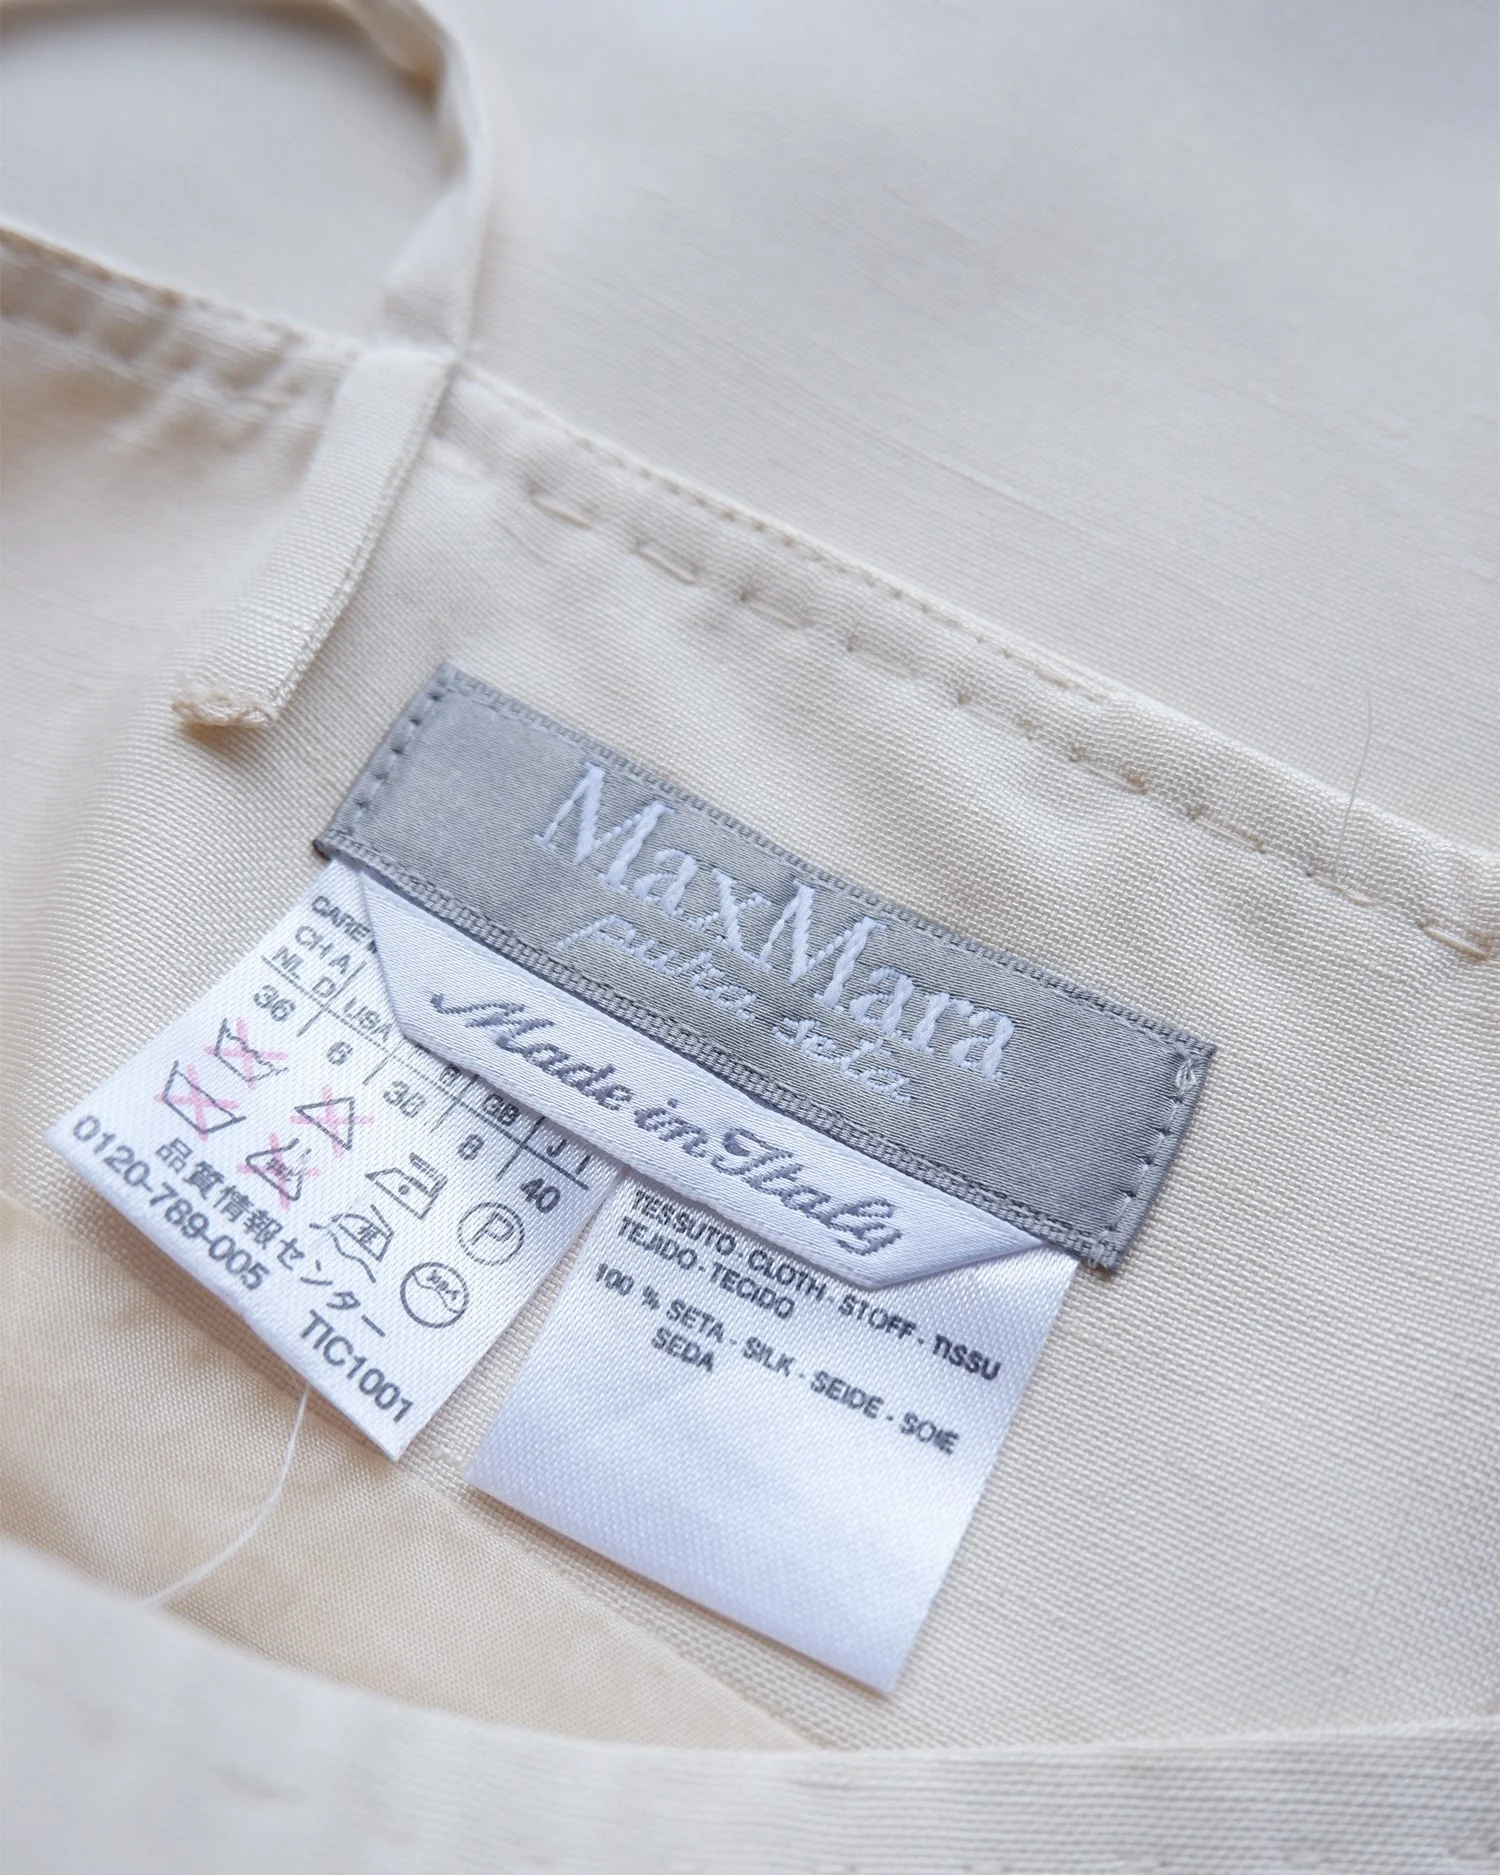 MaxMara
pura seta
Made in Italy
CARE
CH A
NL D USA
GB J I
36 6 38 8 40
P
品質情報センター
0120-789-005 TIC1001
TESSUTO - CLOTH - STOFF - TISSU
TEJIDO - TECIDO
100 % SETA - SILK - SEIDE - SOIE
SEDA